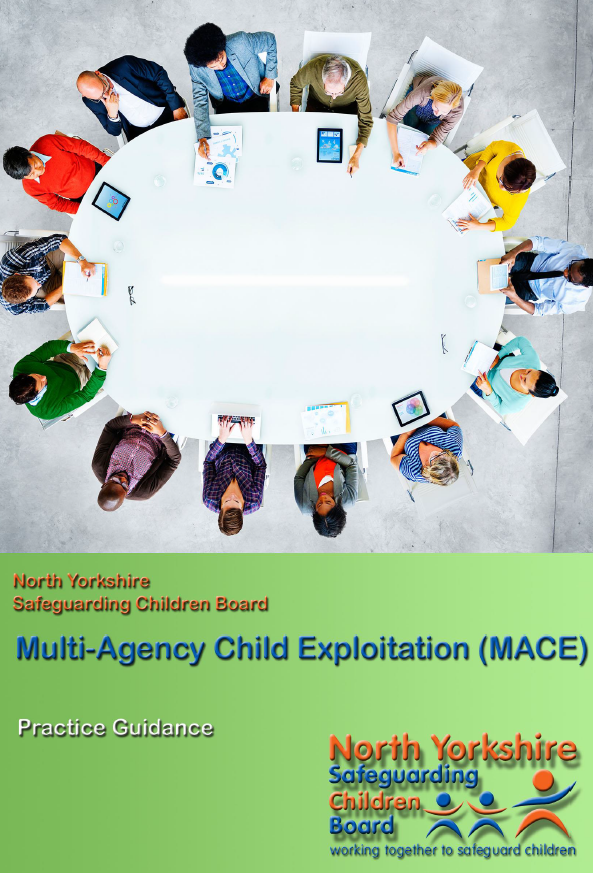 North Yorkshire
Safeguarding Children Board
Multi-Agency Child Exploitation (MACE)
Practice Guidance
North Yorkshire
Safeguarding
Children
Board
working together to safeguard children